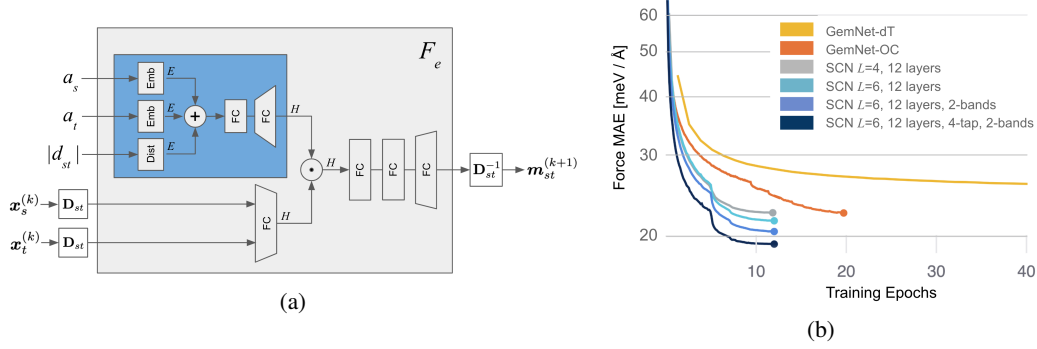 F_e
a_s
Emb
E
a_t
Emb
E
+
FC
FC
H
|d_st|
Dist
E
x_s^(k)
D_st
x_t^(k)
D_st
FC
H
H
FC
FC
FC
D_st^-1
m_st^(k+1)
(a)
Force MAE [meV / Å]
60
50
40
30
20
GemNet-dT
GemNet-OC
SCN L=4, 12 layers
SCN L=6, 12 layers
SCN L=6, 12 layers, 2-bands
SCN L=6, 12 layers, 4-tap, 2-bands
10 20 30 40
Training Epochs
(b)